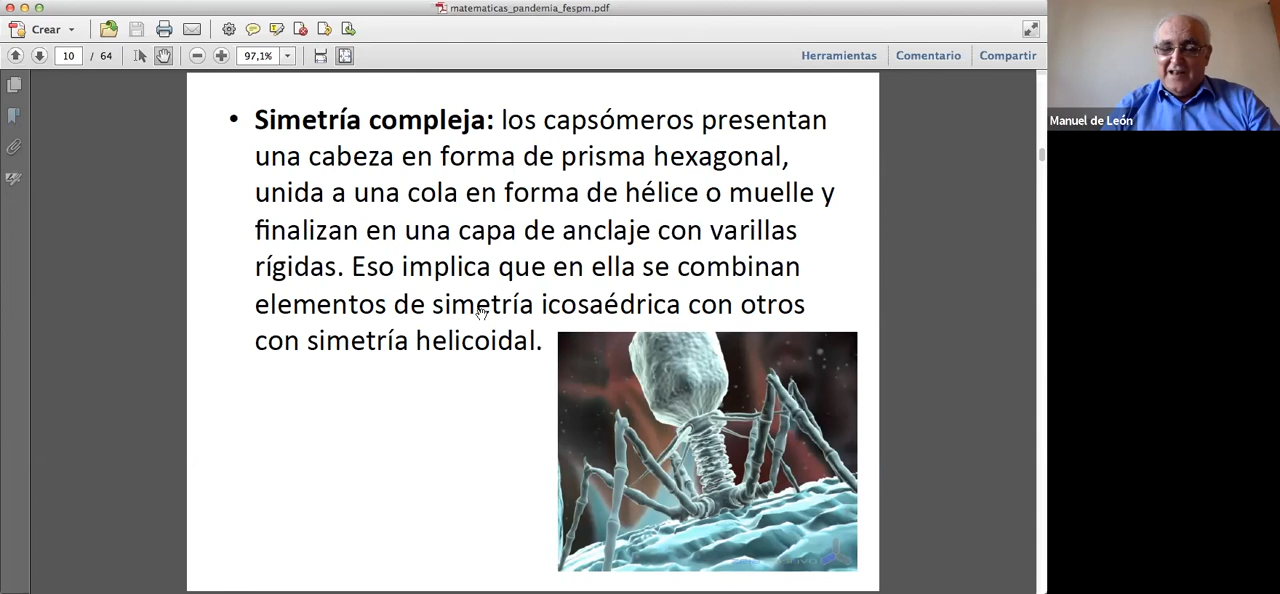 matematicas_pandemia_fespm.pdf
Crear
10 / 64
97,1%
Herramientas
Comentario
Compartir
Manuel de León
• Simetría compleja: los capsómeros presentan
una cabeza en forma de prisma hexagonal,
unida a una cola en forma de hélice o muelle y
finalizan en una capa de anclaje con varillas
rígidas. Eso implica que en ella se combinan
elementos de simetría icosaédrica con otros
con simetría helicoidal.